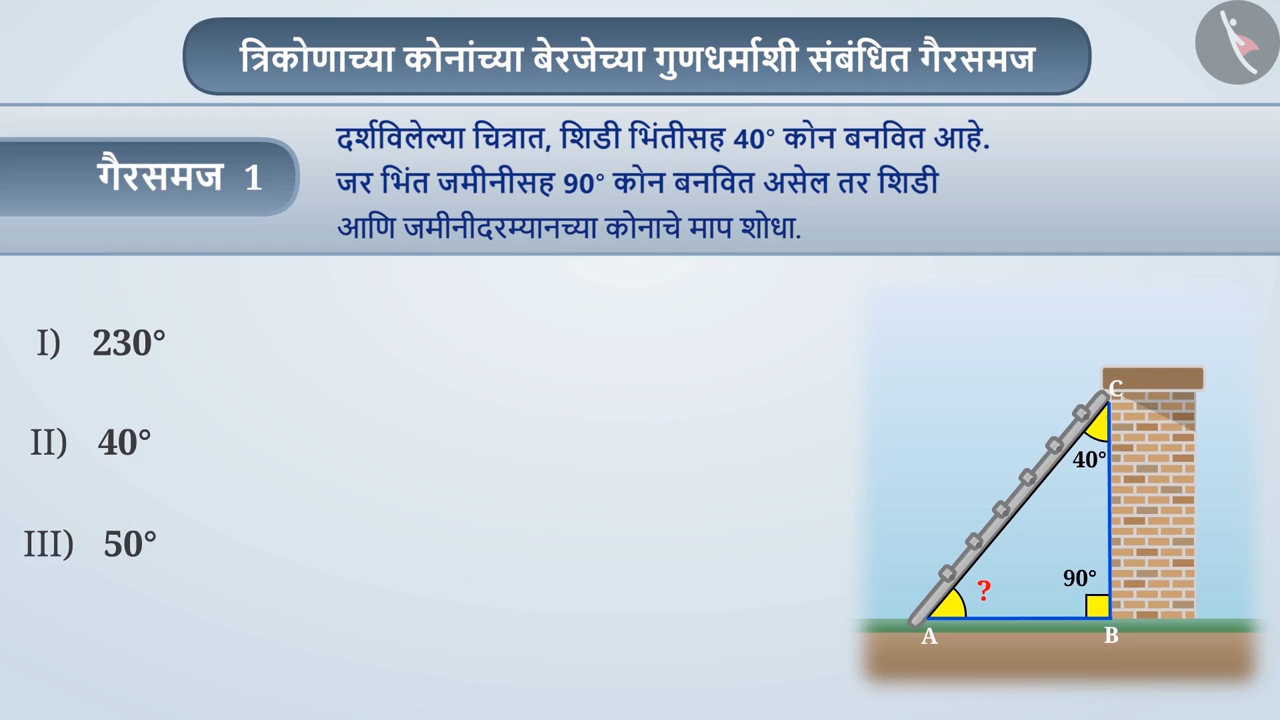 त्रिकोणाच्या कोनांच्या बेरजेच्या गुणधर्माशी संबंधित गैरसमज
गैरसमज 1
दर्शविलेल्या चित्रात, शिडी भिंतीसह 40° कोन बनवित आहे.
जर भिंत जमीनीसह 90° कोन बनवित असेल तर शिडी
आणि जमीनीदरम्यानच्या कोनाचे माप शोधा.
I) 230°
II) 40°
III) 50°
C
40°
90°
?
A
B